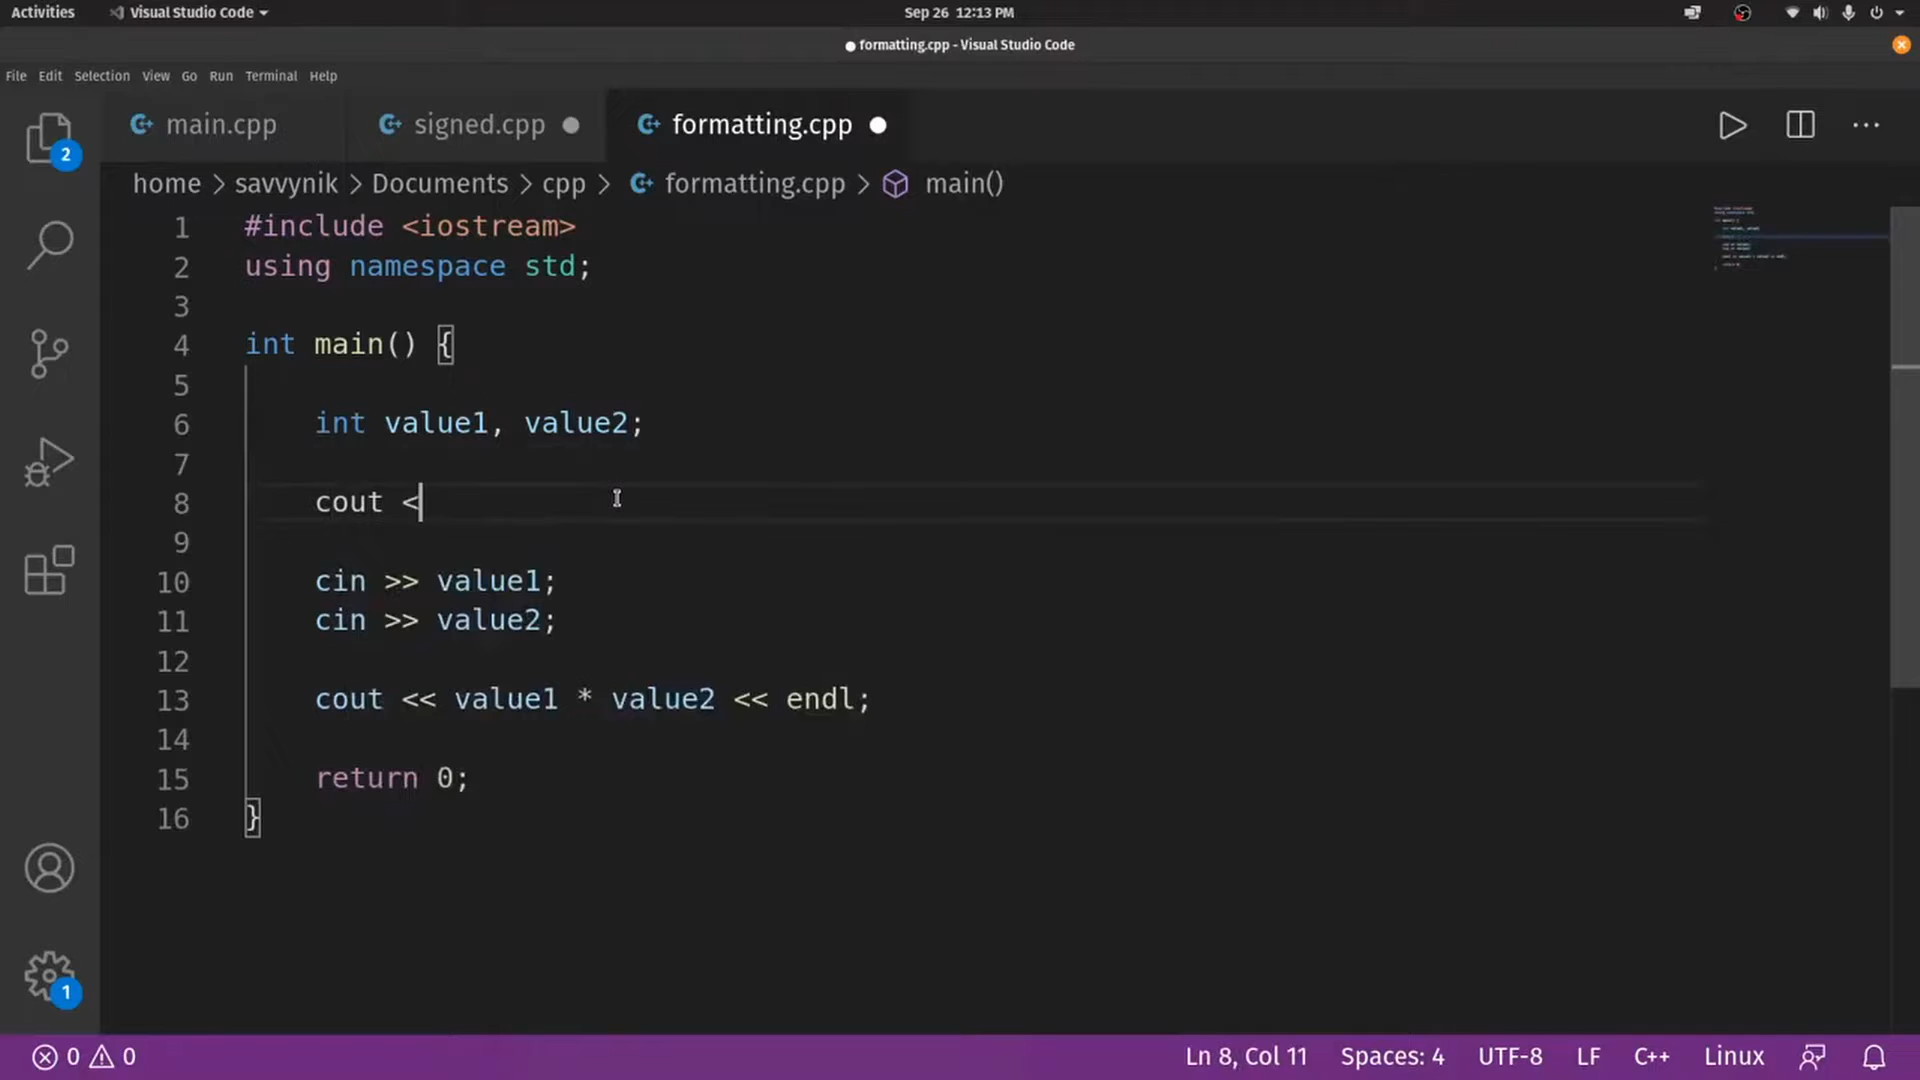 Activities
Visual Studio Code
Sep 26 12:13 PM
formatting.cpp - Visual Studio Code
File Edit Selection View Go Run Terminal Help
main.cpp
signed.cpp
formatting.cpp
home > savvynik > Documents > cpp > formatting.cpp > main()
1 #include <iostream>
2 using namespace std;
3
4 int main() {
5
6 int value1, value2;
7
8 cout <
9
10 cin >> value1;
11 cin >> value2;
12
13 cout << value1 * value2 << endl;
14
15 return 0;
16 }
2
1
0 0
Ln 8, Col 11
Spaces: 4
UTF-8
LF
C++
Linux